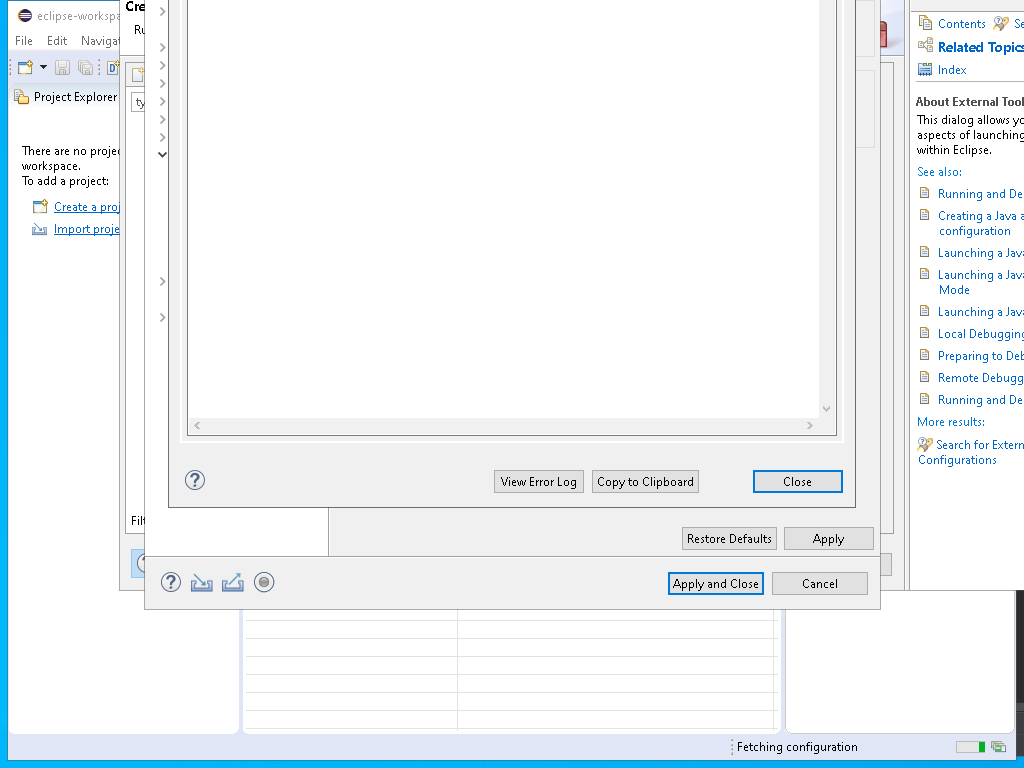 eclipse-workspa
File Edit Navigat
Project Explorer
There are no projec
workspace.
To add a project:
Create a proj
Import proje
Cre
Ru
ty
Filt
View Error Log
Copy to Clipboard
Close
Restore Defaults
Apply
Apply and Close
Cancel
Contents
Se
Related Topics
Index
About External Tool
This dialog allows yo
aspects of launching
within Eclipse.
See also:
Running and De
Creating a Java a
configuration
Launching a Java
Launching a Java
Mode
Launching a Java
Local Debugging
Preparing to Deb
Remote Debugg
Running and De
More results:
Search for Extern
Configurations
Fetching configuration